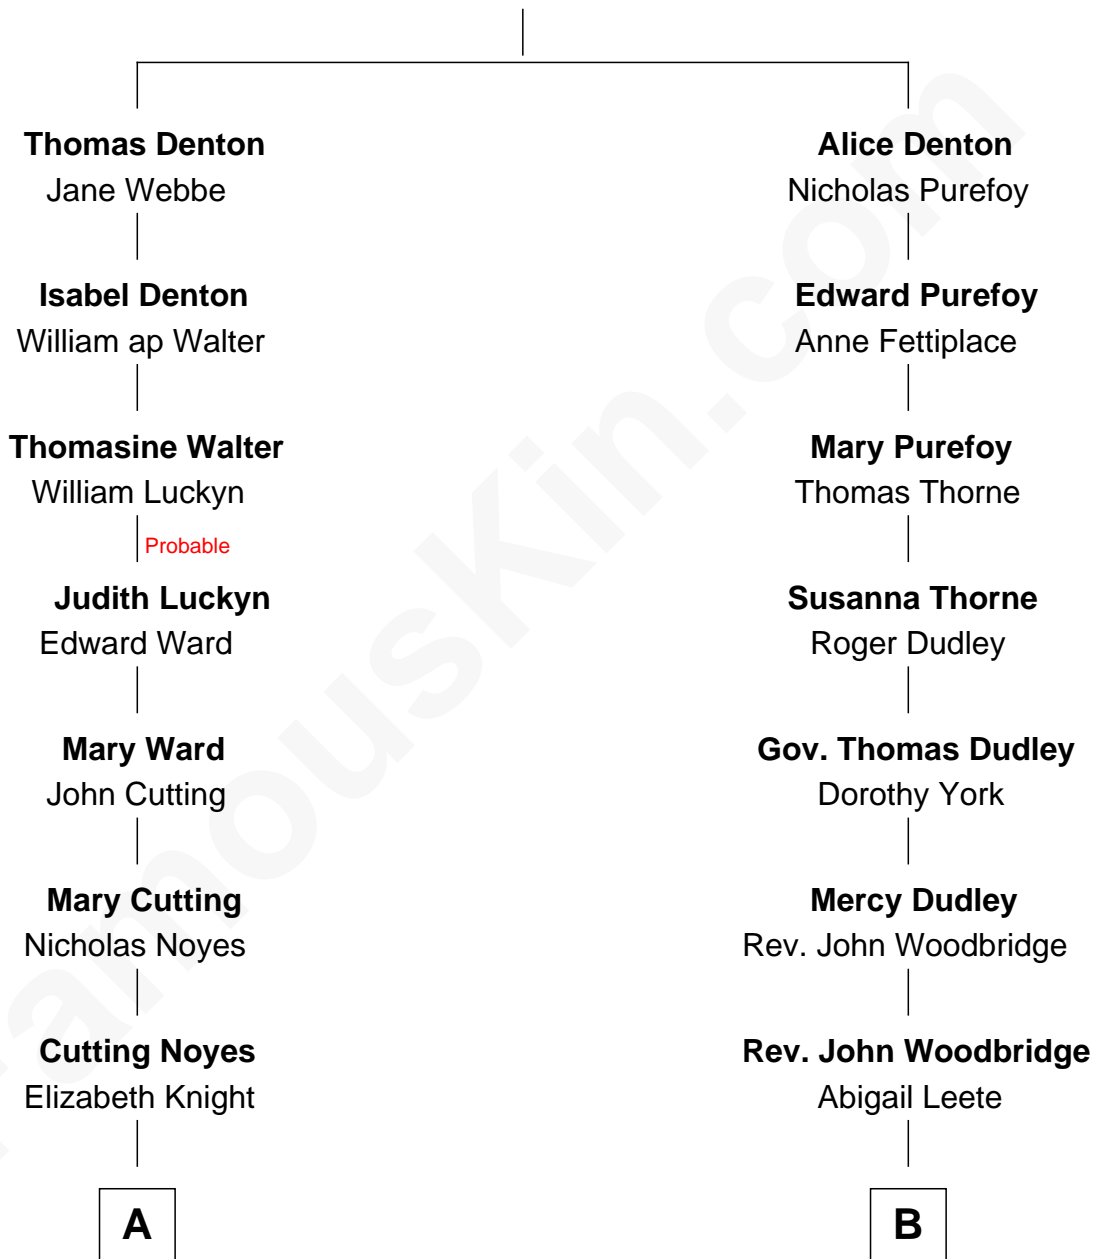 Thomas Denton
Jane Webbe
Isabel Denton
William ap Walter
Thomasine Walter
William Luckyn
Probable
Judith Luckyn
Edward Ward
Mary Ward
John Cutting
Mary Cutting
Nicholas Noyes
Cutting Noyes
Elizabeth Knight
A
Alice Denton
Nicholas Purefoy
Edward Purefoy
Anne Fettiplace
Mary Purefoy
Thomas Thorne
Susanna Thorne
Roger Dudley
Gov. Thomas Dudley
Dorothy York
Mercy Dudley
Rev. John Woodbridge
Rev. John Woodbridge
Abigail Leete
B
FamousKin.com